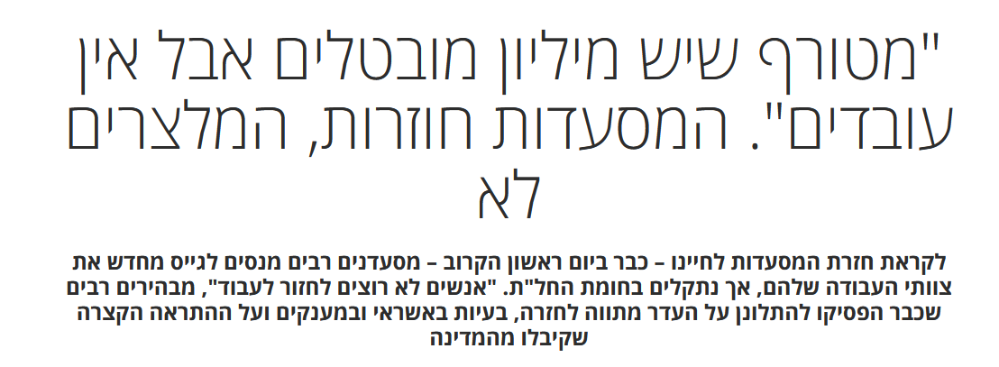 "מטורף שיש מיליון מובטלים אבל אין
עובדים". המסעדות חוזרות, המלצרים
לא
לקראת חזרת המסעדות לחיינו – כבר ביום ראשון הקרוב – מסעדנים רבים מנסים לגייס מחדש את
צוותי העבודה שלהם, אך נתקלים בחומת החל"ת. "אנשים לא רוצים לחזור לעבוד", מבהירים רבים
שכבר הפסיקו להתלונן על העדר מתווה לחזרה, בעיות באשראי ובמענקים ועל ההתראה הקצרה
שקיבלו מהמדינה